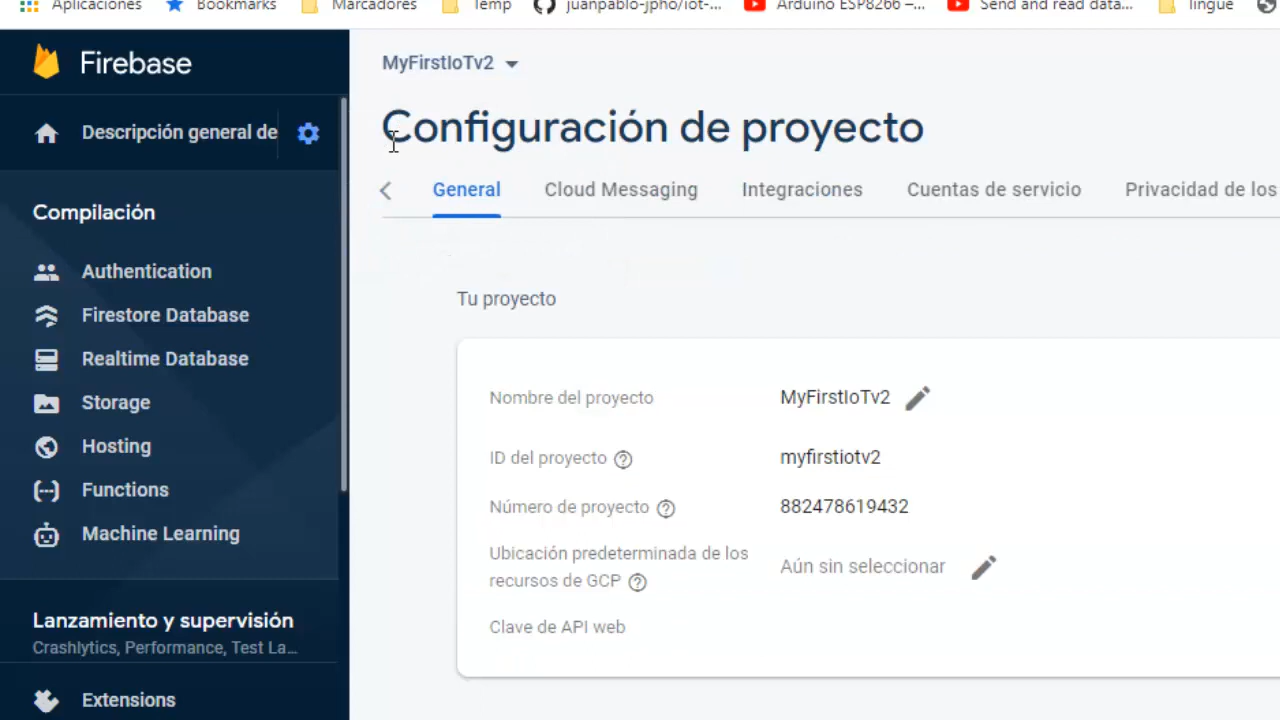 Aplicaciones Bookmarks Marcadores Temp juanpablo-jpho/iot-... Arduino ESP8266 –... Send and read data... lingue
Firebase
Descripción general de
Compilación
Authentication
Firestore Database
Realtime Database
Storage
Hosting
Functions
Machine Learning
Lanzamiento y supervisión
Crashlytics, Performance, Test La...
Extensions
MyFirstIoTv2
Configuración de proyecto
General Cloud Messaging Integraciones Cuentas de servicio Privacidad de los
Tu proyecto
Nombre del proyecto MyFirstIoTv2
ID del proyecto myfirstiotv2
Número de proyecto 882478619432
Ubicación predeterminada de los
recursos de GCP Aún sin seleccionar
Clave de API web